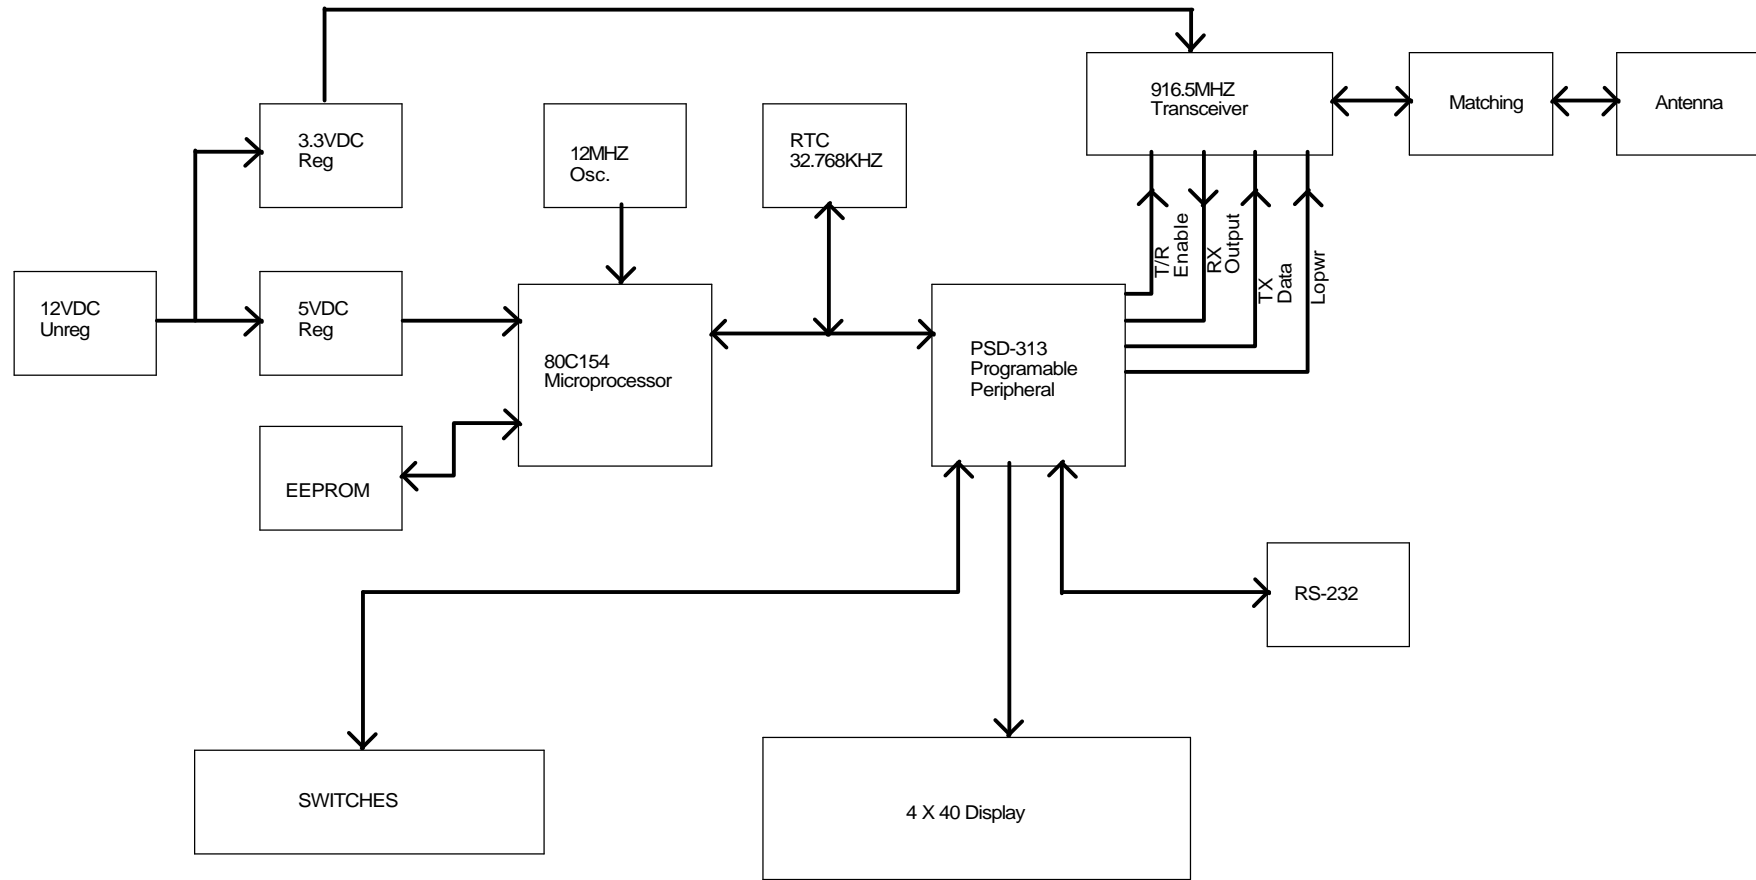 916.5MHZ
Transceiver
Matching
Antenna
3.3VDC
Reg
12MHZ
Osc.
RTC
32.768KHZ
T/R
Enable
RX
Output
TX
Data
Lopwr
12VDC
Unreg
5VDC
Reg
80C154
Microprocessor
PSD-313
Programable
Peripheral
EEPROM
RS-232
SWITCHES
4 X 40 Display